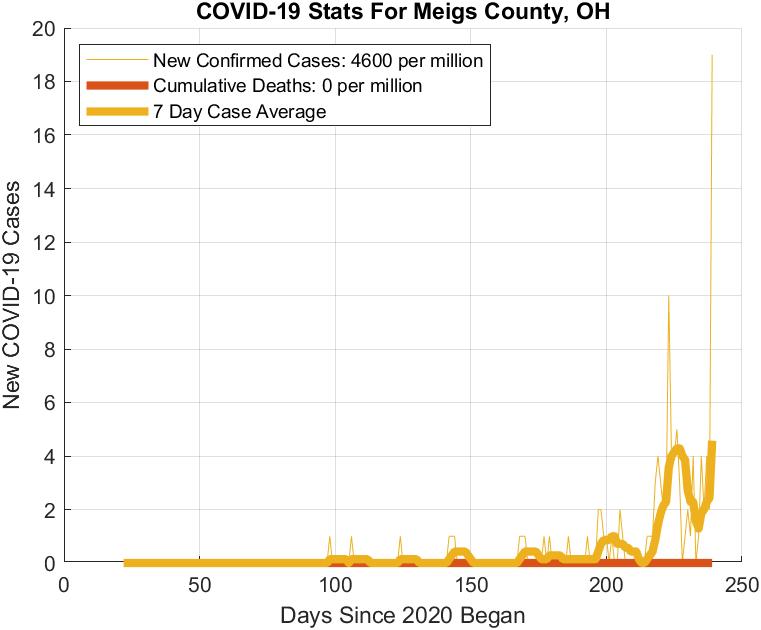 COVID-19 Stats For Meigs County, OH
New Confirmed Cases: 4600 per million
Cumulative Deaths: 0 per million
7 Day Case Average
New COVID-19 Cases
20
18
16
14
12
10
8
6
4
2
0
0 50 100 150 200 250
Days Since 2020 Began